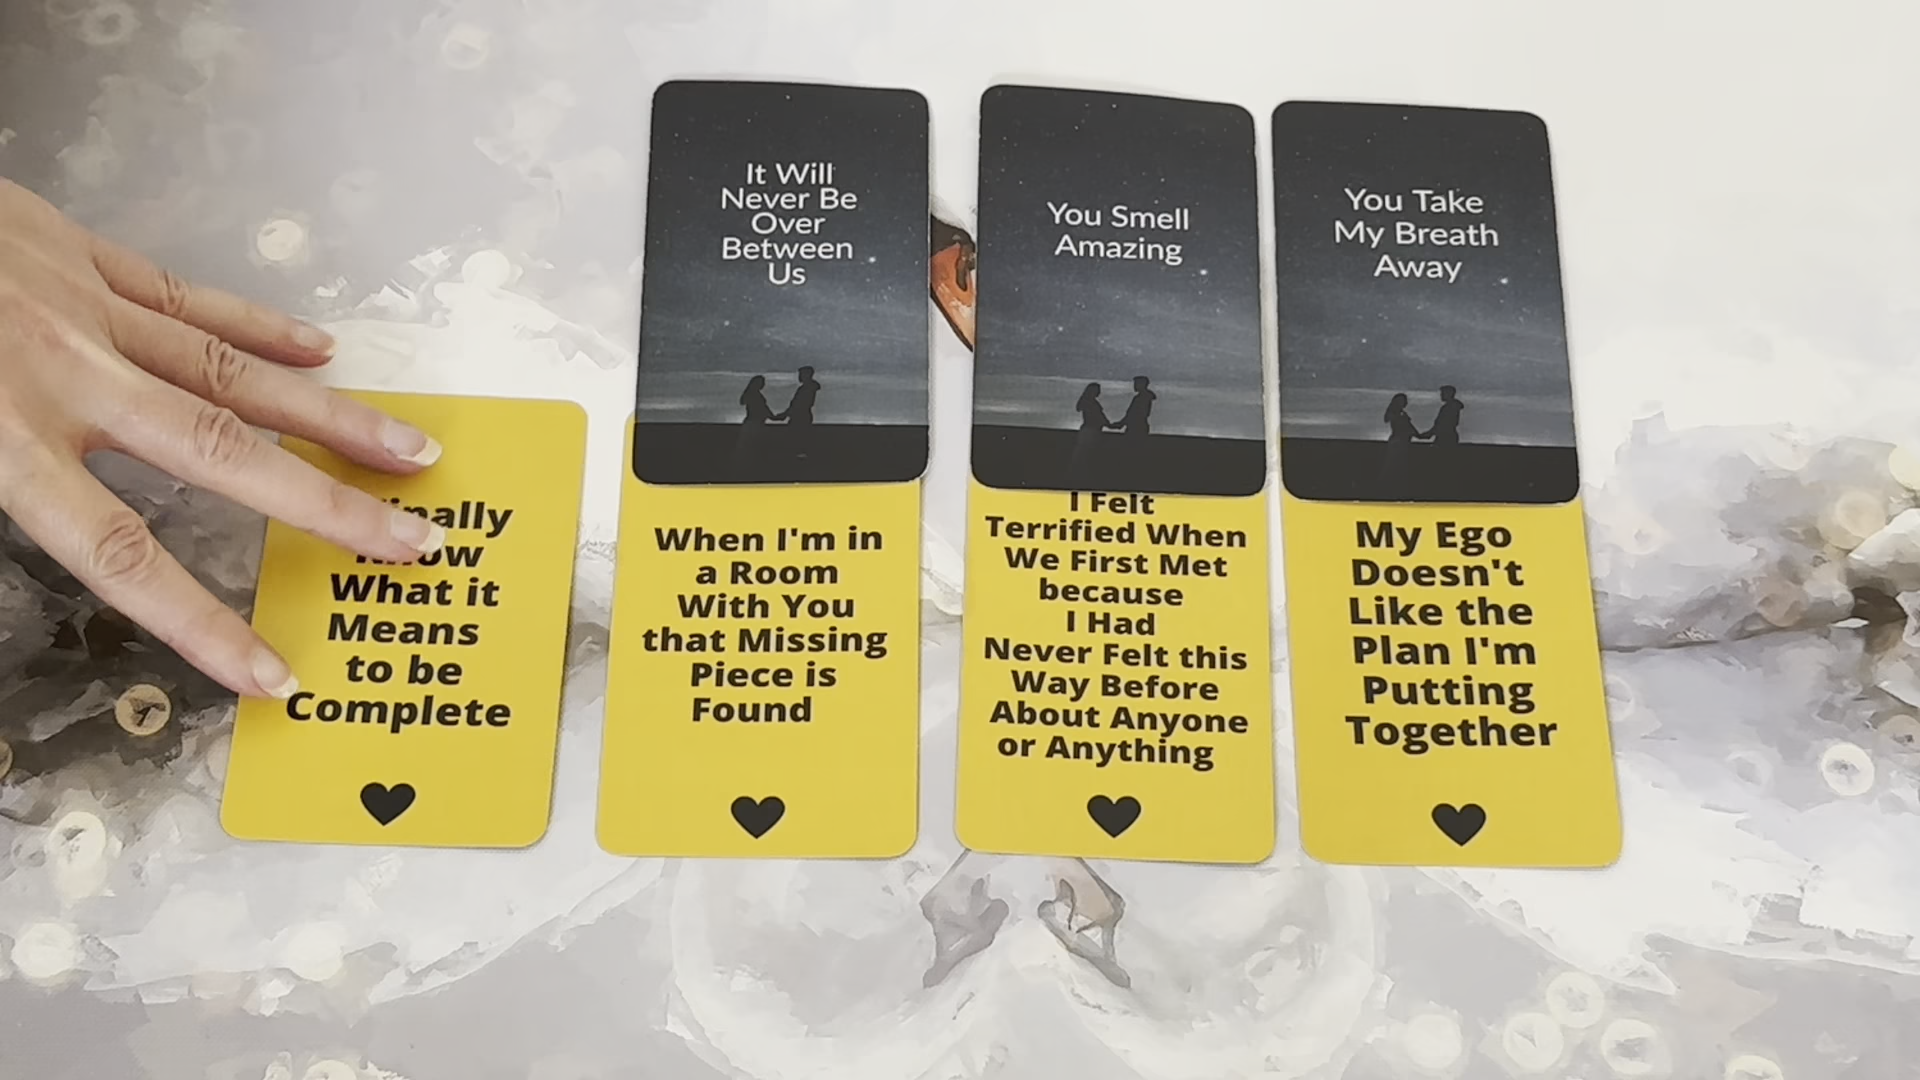 It Will
Never Be
Over
Between
Us
You Smell
Amazing
You Take
My Breath
Away
What it
Means
to be
Complete
When I'm in
a Room
With You
that Missing
Piece is
Found
I Felt
Terrified When
We First Met
because
I Had
Never Felt this
Way Before
About Anyone
or Anything
My Ego
Doesn't
Like the
Plan I'm
Putting
Together